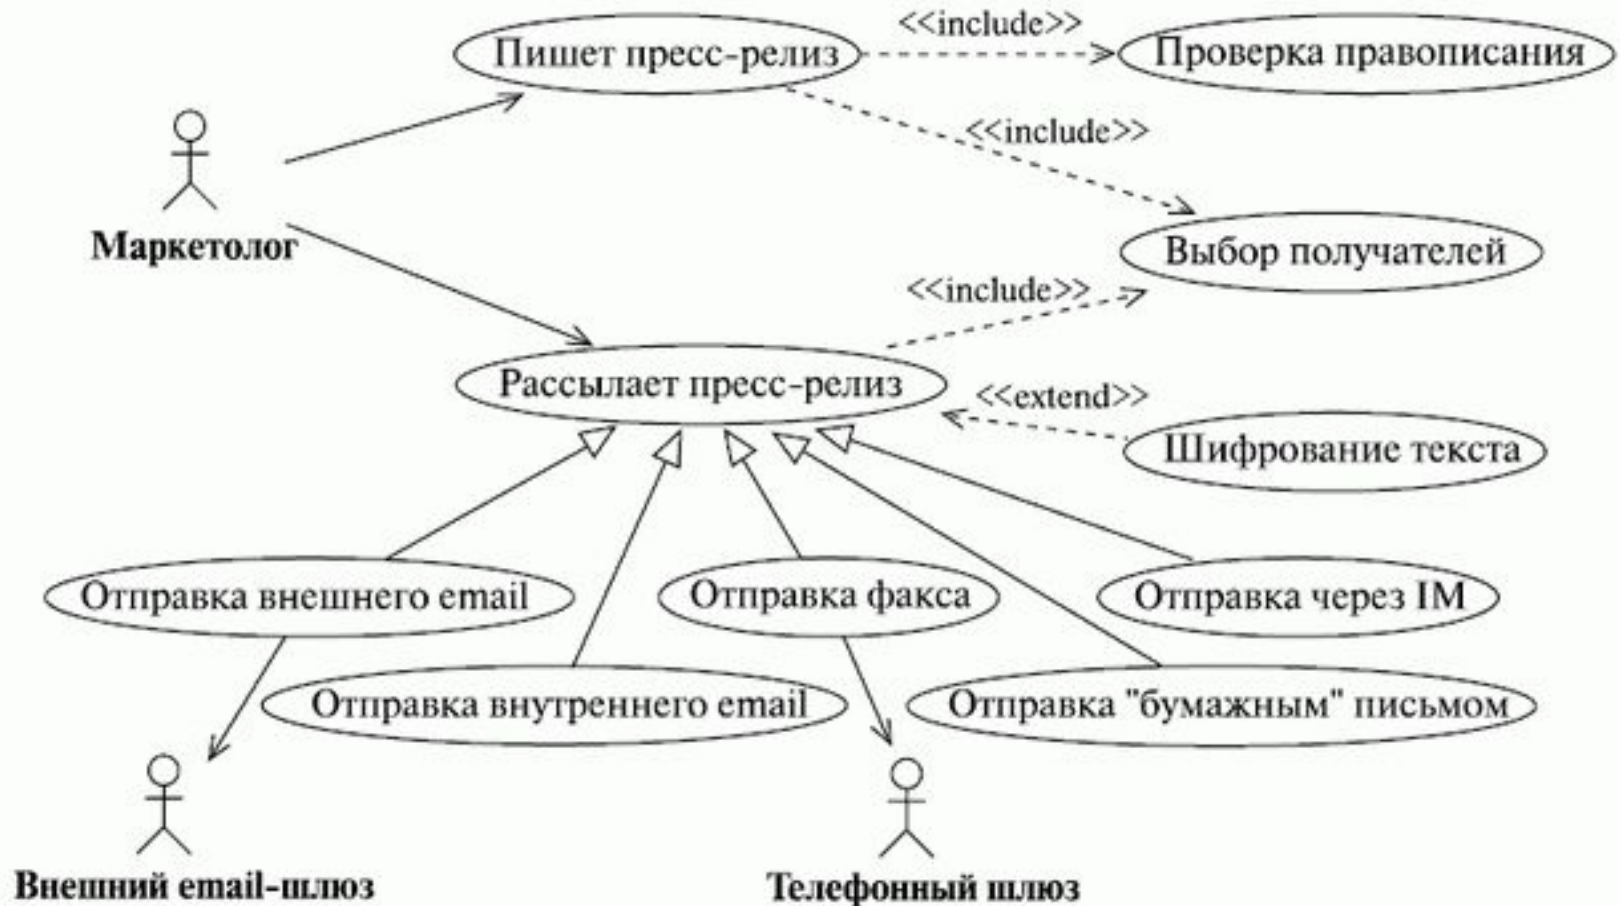 <<include>>
Пишет пресс-релиз
Проверка правописания
<<include>>
Маркетолог
Выбор получателей
<<include>>
Рассылает пресс-релиз
<<extend>>
Шифрование текста
Отправка внешнего email
Отправка факса
Отправка через IM
Отправка внутреннего email
Отправка "бумажным" письмом
Внешний email-шлюз
Телефонный шлюз